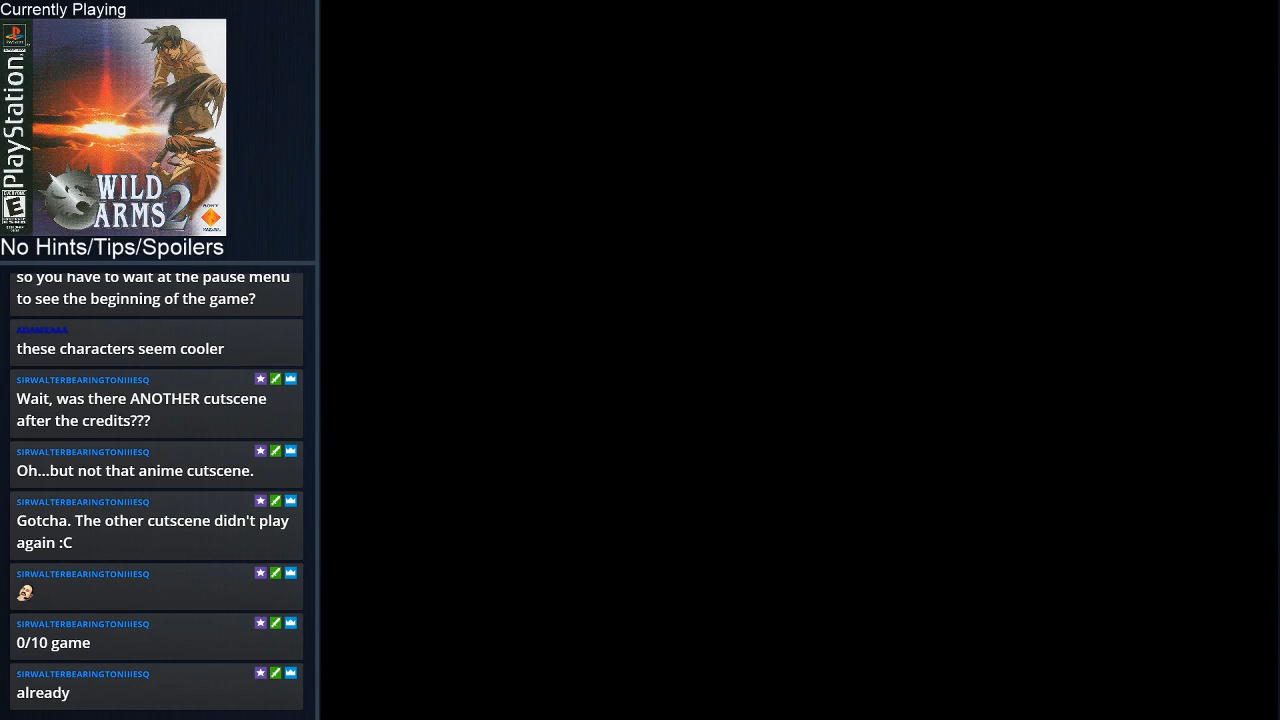 Currently Playing
PlayStation
WILD
ARMS 2
No Hints/Tips/Spoilers
so you have to wait at the pause menu
to see the beginning of the game?
these characters seem cooler
SIRWALTERBEARINGTONIIIESQ
Wait, was there ANOTHER cutscene
after the credits???
SIRWALTERBEARINGTONIIIESQ
Oh...but not that anime cutscene.
SIRWALTERBEARINGTONIIIESQ
Gotcha. The other cutscene didn't play
again :C
SIRWALTERBEARINGTONIIIESQ
SIRWALTERBEARINGTONIIIESQ
0/10 game
SIRWALTERBEARINGTONIIIESQ
already